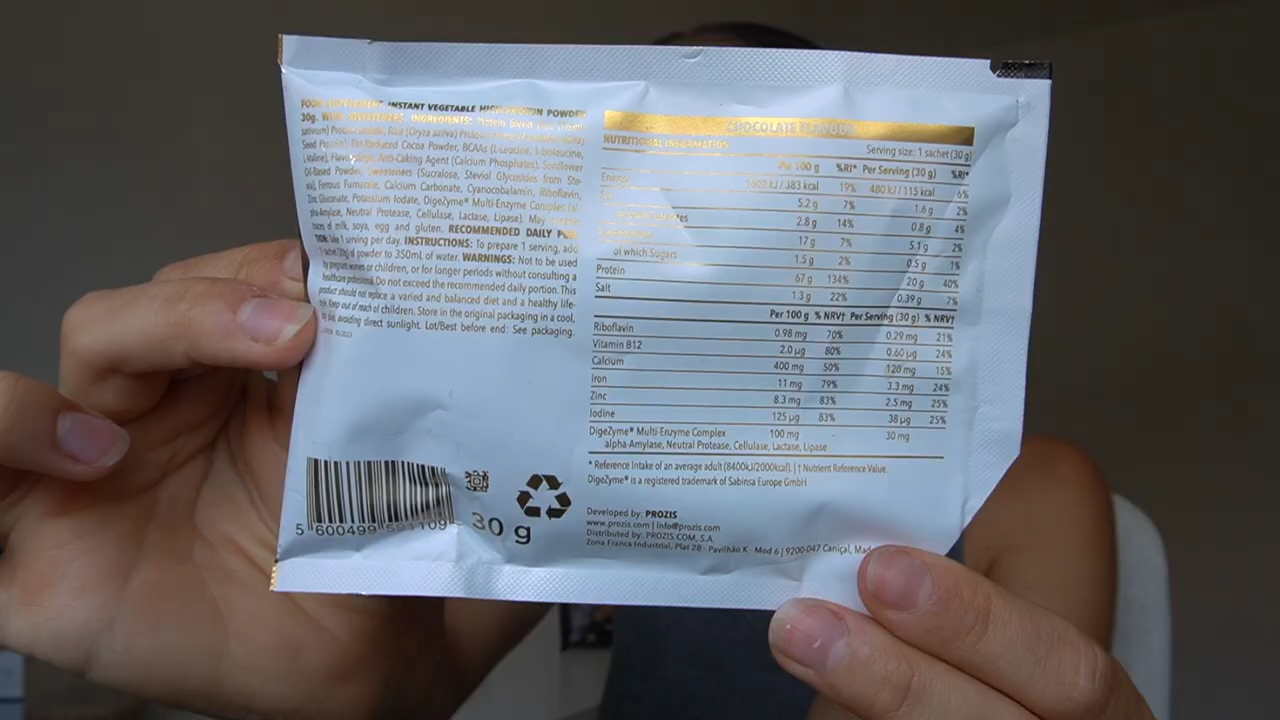 FOOD SUPPLEMENT. INSTANT VEGETABLE HIGH PROTEIN POWDER
30g. WITH SWEETENERS. INGREDIENTS: Protein Blend
sativum) Protein Isolate, Rice (Oryza sativa) Protein
Seed Protein), Fat-Reduced Cocoa Powder, BCAAs (L-Leucine, L-Isoleucine,
L-Valine), Flavourings, Anti-Caking Agent (Calcium Phosphates), Sunflower
Oil-Based Powder, Sweeteners (Sucralose, Steviol Glycosides from Ste-
via), Ferrous Fumarate, Calcium Carbonate, Cyanocobalamin, Riboflavin,
Zinc Gluconate, Potassium Iodate, DigeZyme® Multi-Enzyme Complex (al-
pha-Amylase, Neutral Protease, Cellulase, Lactase, Lipase). May contain
traces of milk, soya, egg and gluten. RECOMMENDED DAILY POR-
TION: Take 1 serving per day. INSTRUCTIONS: To prepare 1 serving, add
1 sachet (30g) of powder to 350mL of water. WARNINGS: Not to be used
by pregnant women or children, or for longer periods without consulting a
healthcare professional. Do not exceed the recommended daily portion. This
product should not replace a varied and balanced diet and a healthy life-
style. Keep out of reach of children. Store in the original packaging in a cool,
dry place, avoiding direct sunlight. Lot/Best before end: See packaging.
5 600499 591109
30 g
CHOCOLATE FLAVOUR
NUTRITIONAL INFORMATION Serving size: 1 sachet (30 g)
Per 100 g %RI* Per Serving (30 g) %RI*
Energy 1602 kJ / 383 kcal 19% 480 kJ / 115 kcal 6%
5.2 g 7% 1.6 g 2%
2.8 g 14% 0.8 g 4%
17 g 7% 5.1 g 2%
of which Sugars 1.5 g 2% 0.5 g 1%
Protein 67 g 134% 20 g 40%
Salt 1.3 g 22% 0.39 g 7%
Per 100 g % NRV† Per Serving (30 g) % NRV†
Riboflavin 0.98 mg 70% 0.29 mg 21%
Vitamin B12 2.0 µg 80% 0.60 µg 24%
Calcium 400 mg 50% 120 mg 15%
Iron 11 mg 79% 3.3 mg 24%
Zinc 8.3 mg 83% 2.5 mg 25%
Iodine 125 µg 83% 38 µg 25%
DigeZyme® Multi-Enzyme Complex 100 mg 30 mg
alpha-Amylase, Neutral Protease, Cellulase, Lactase, Lipase
* Reference Intake of an average adult (8400kJ/2000kcal). | † Nutrient Reference Value.
DigeZyme® is a registered trademark of Sabinsa Europe GmbH
Developed by: PROZIS
www.prozis.com | info@prozis.com
Distributed by: PROZIS.COM, S.A.
Zona Franca Industrial, Plat 28 - Pavilhão K - Mod 6 | 9200-047 Caniçal, Mad